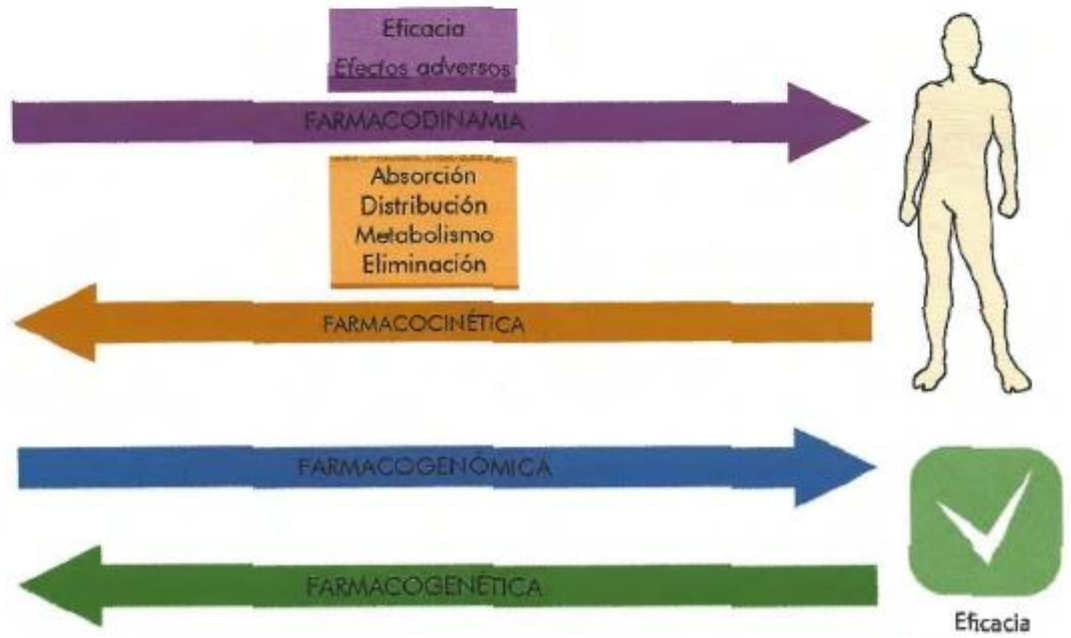 Eficacia
Efectos adversos
FARMACODINAMIA
Absorción
Distribución
Metabolismo
Eliminación
FARMACOCINÉTICA
FARMACOGENÓMICA
FARMACOGENÉTICA
Eficacia